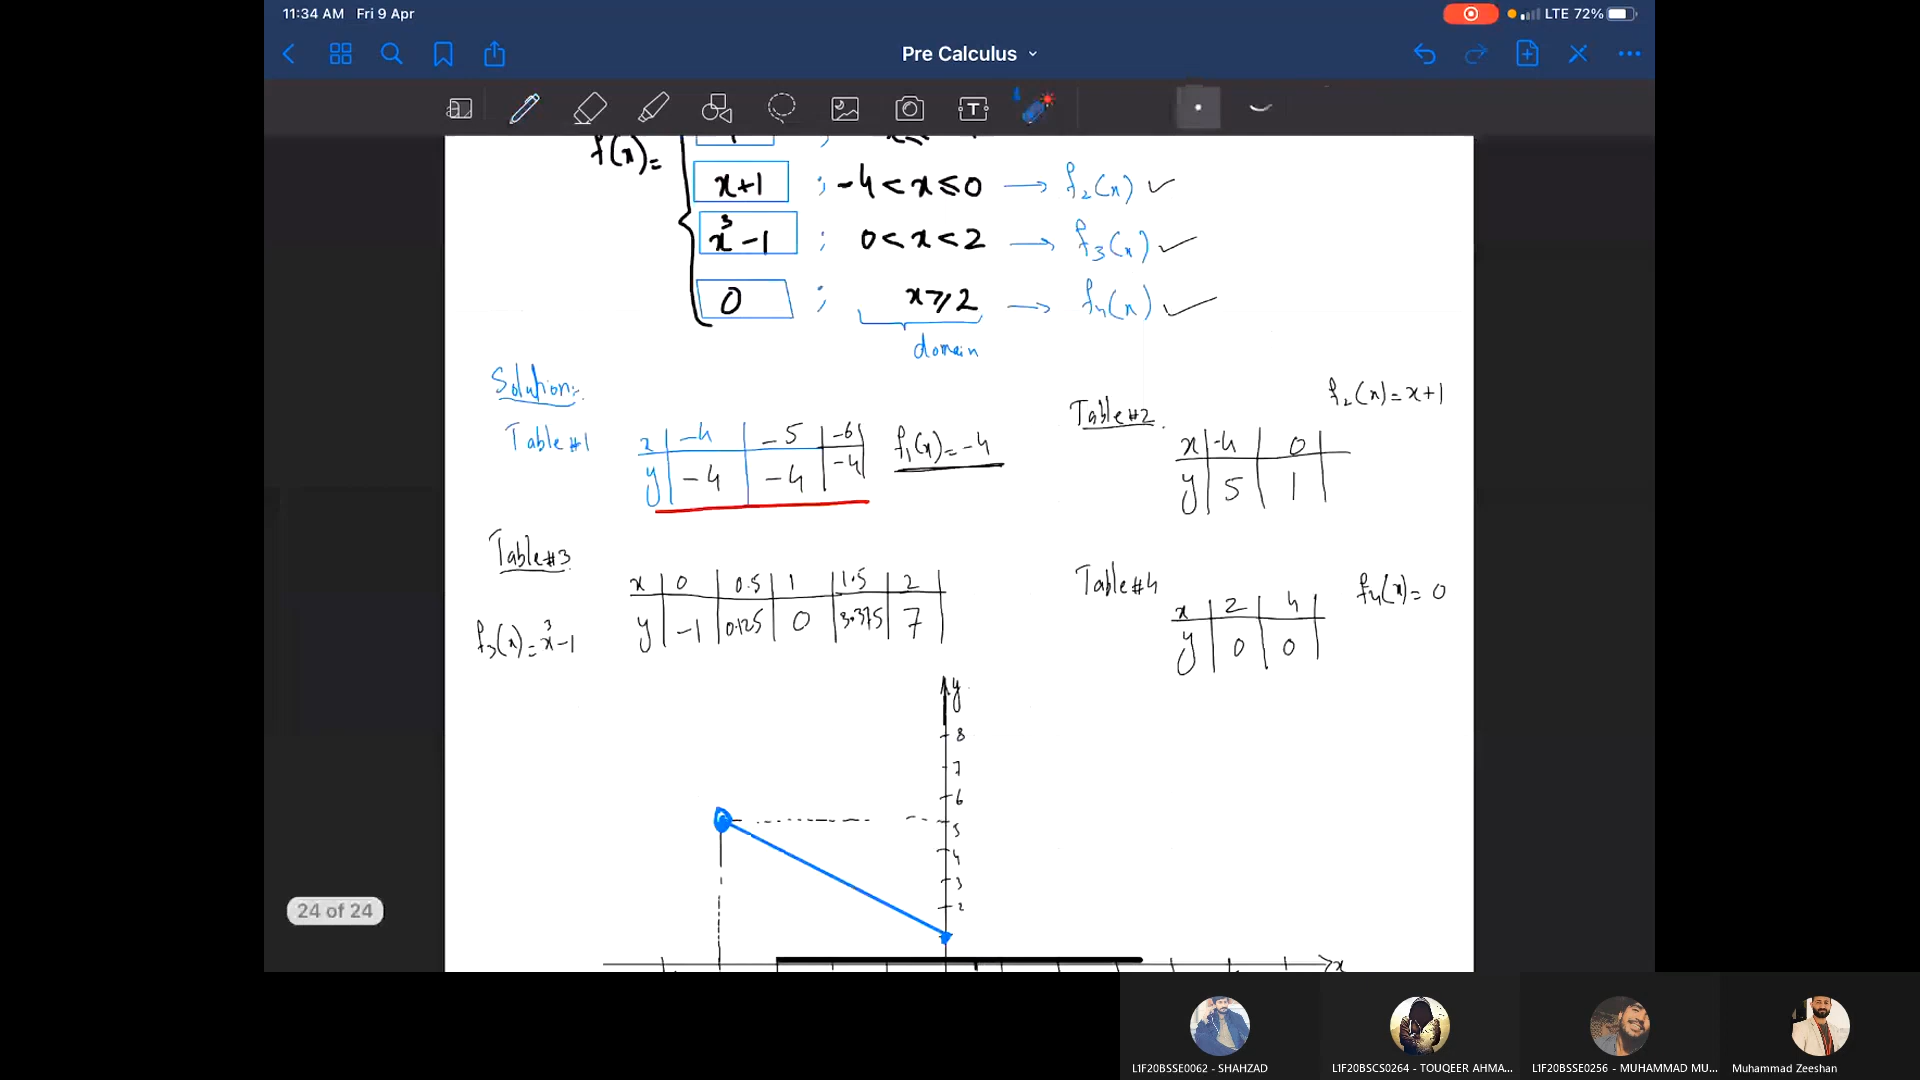 11:34 AM Fri 9 Apr
LTE 72%
Pre Calculus
T
f(x)=
x+1 ; -4 < x ≤ 0 → f₂(x) ✓
x³ -1 ; 0 < x < 2 → f₃(x) ✓
0 ; x ≥ 2 → f₄(x) ✓
domain
Solution:
Table #1
x -4 -5 -6
y -4 -4 -4
f₁(x) = -4
Table #2
f₂(x) = x+1
x -4 0
y 5 1
Table #3
x 0 0.5 1 1.5 2
y -1 0.125 0 3.375 7
f₃(x) = x³-1
Table #4
f₄(x) = 0
x 2 4
y 0 0
y
8
7
6
5
4
3
2
x
24 of 24
L1F20BSSE0062 - SHAHZAD
L1F20BSCS0264 - TOUQEER AHMA...
L1F20BSSE0256 - MUHAMMAD MU...
Muhammad Zeeshan